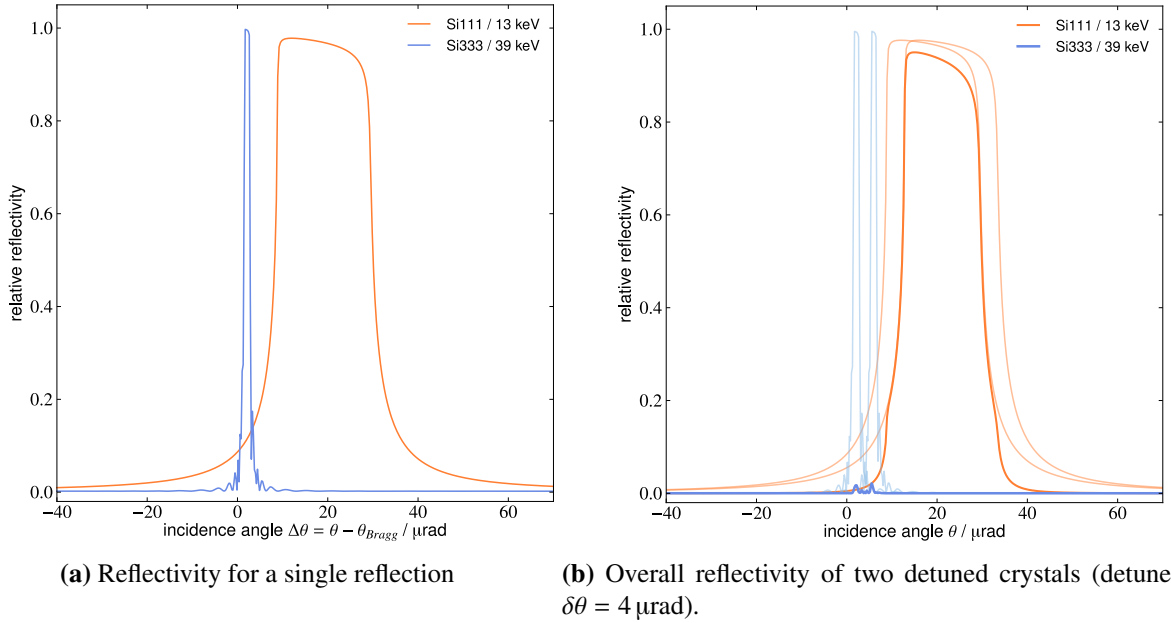 Si111 / 13 keV
Si333 / 39 keV
1.0
0.8
0.6
0.4
0.2
0.0
relative reflectivity
−40
−20
0
20
40
60
incidence angle Δθ = θ − θBragg / μrad
(a) Reflectivity for a single reflection
Si111 / 13 keV
Si333 / 39 keV
1.0
0.8
0.6
0.4
0.2
0.0
relative reflectivity
−40
−20
0
20
40
60
incidence angle θ / μrad
(b) Overall reflectivity of two detuned crystals (detune
δθ = 4 μrad).